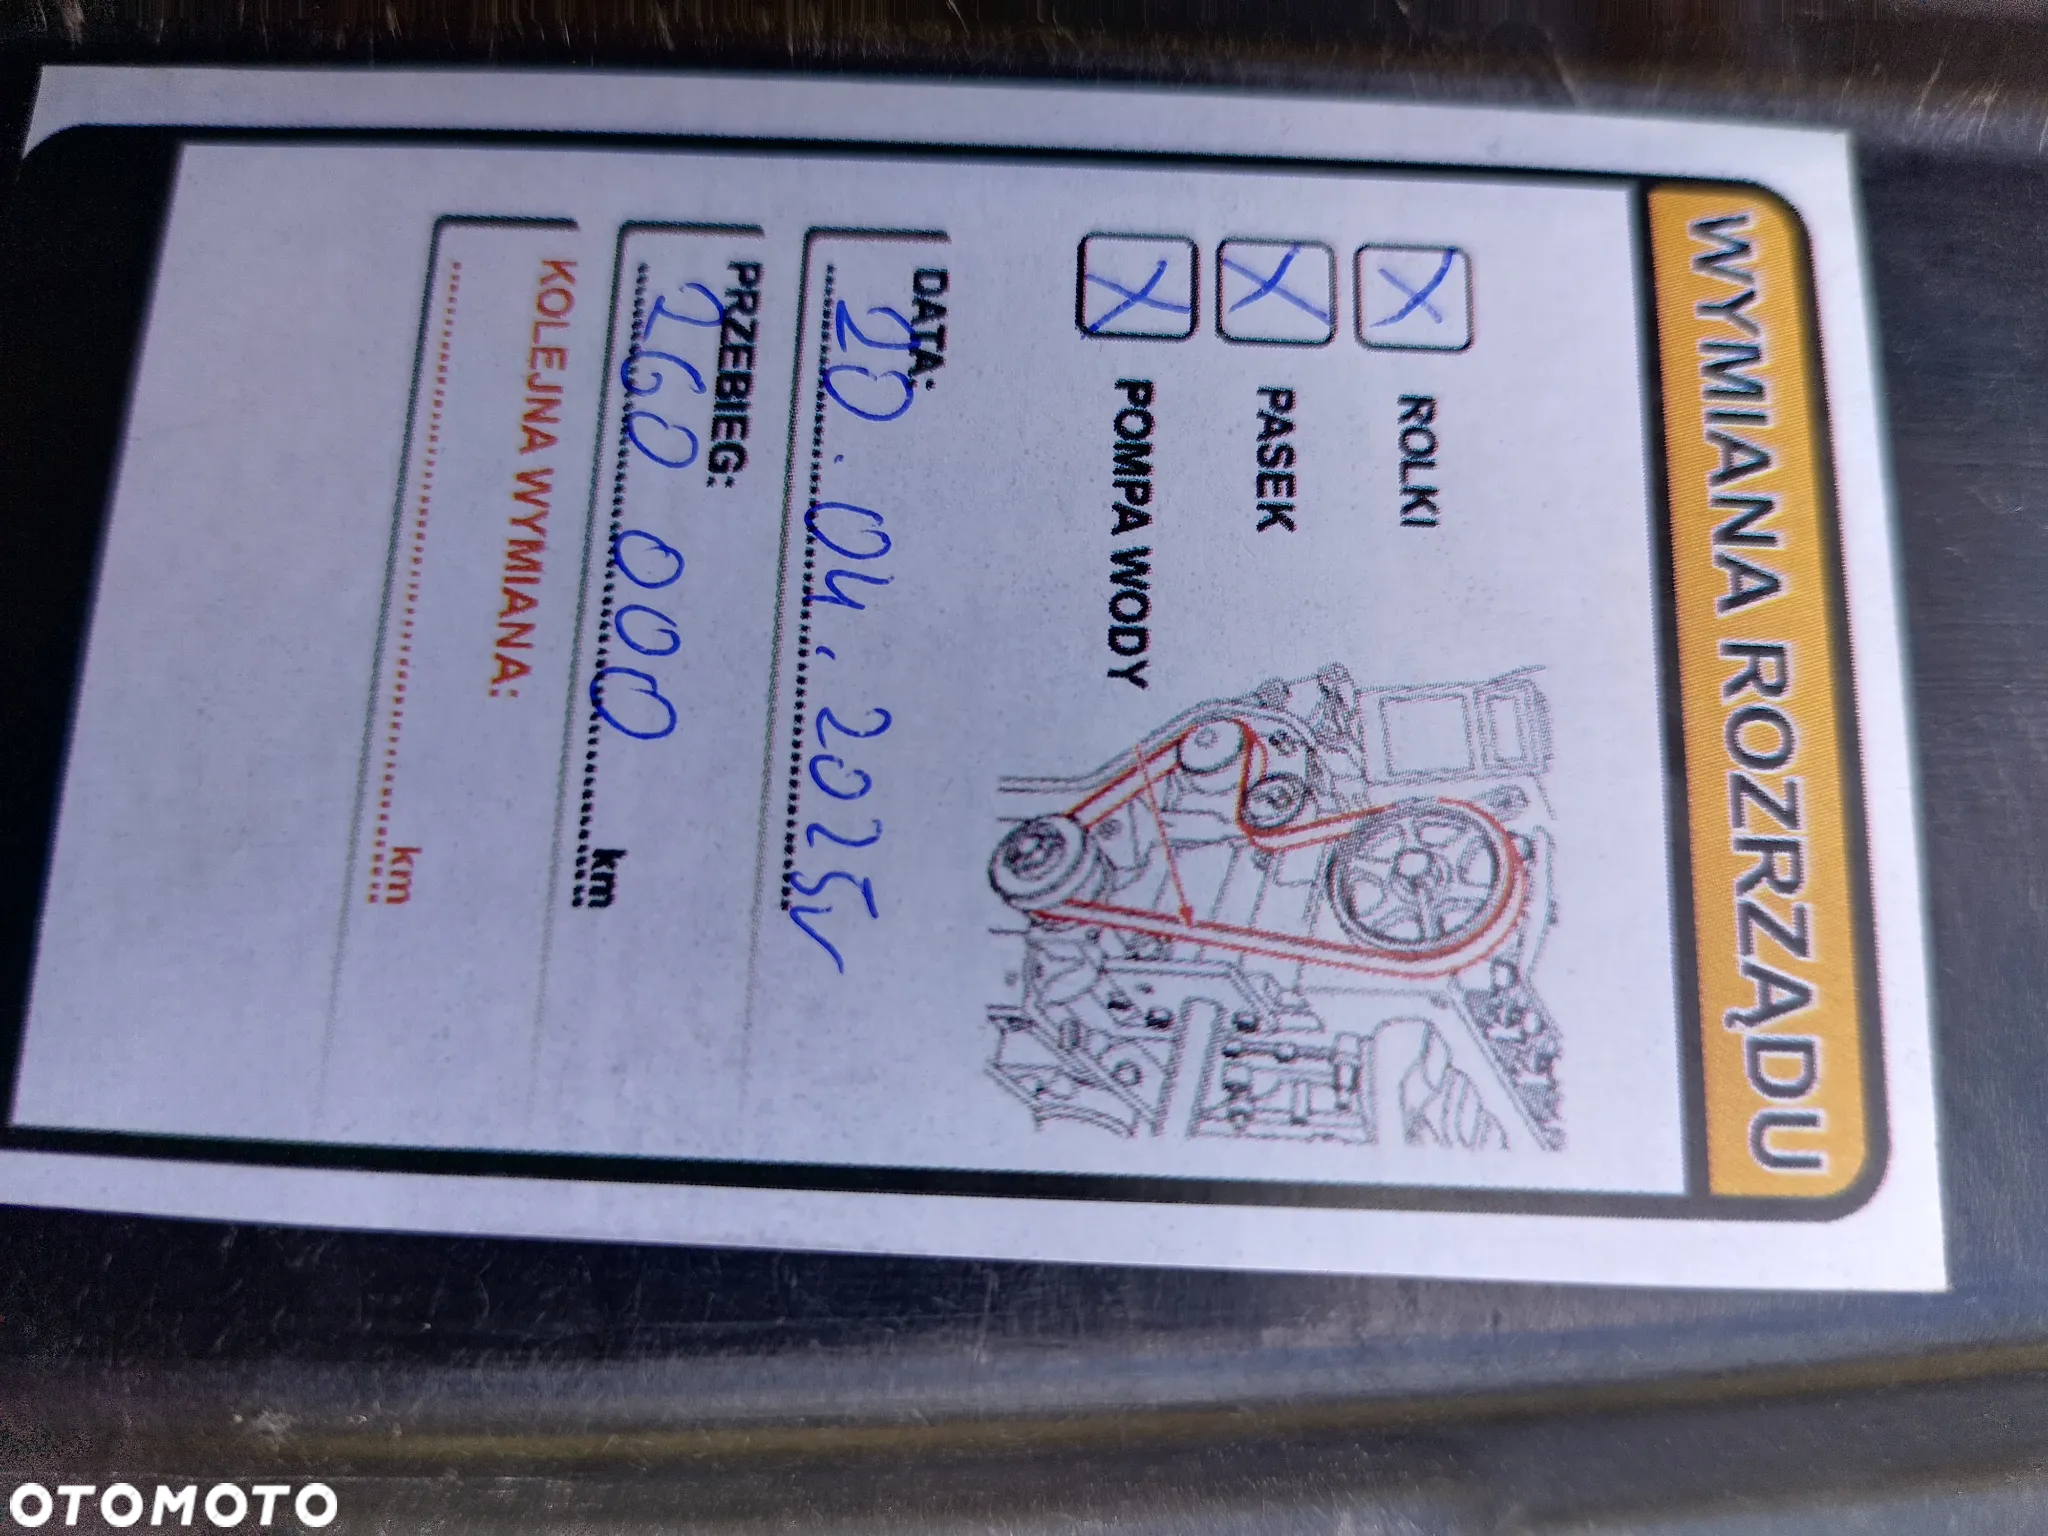 WYMIANA ROZRZĄDU
X ROLKI
X PASEK
X POMPA WODY
DATA:
20.04.2025r
PRZEBIEG:
260 000 km
KOLEJNA WYMIANA:
km
OTOMOTO